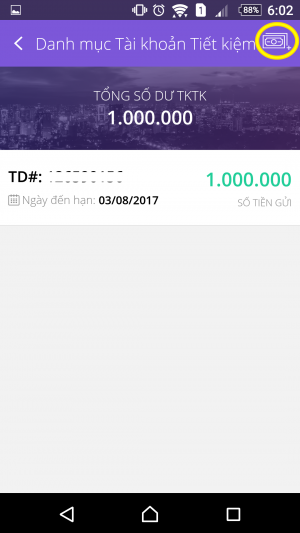 1 88% 6:02
Danh mục Tài khoản Tiết kiệm
TỔNG SỐ DƯ TKTK
1.000.000
TD#: 1.000.000
Ngày đến hạn: 03/08/2017 SỐ TIỀN GỬI